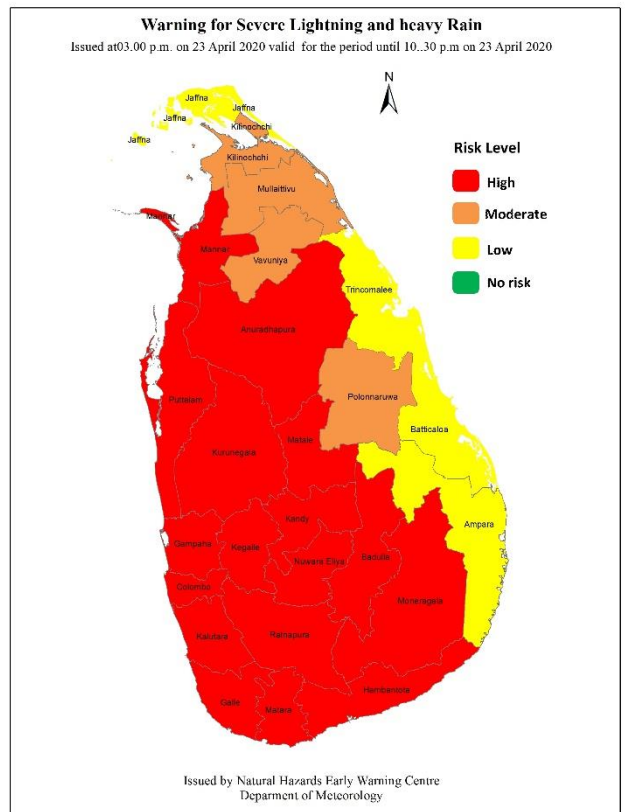 Warning for Severe Lightning and heavy Rain
Issued at03.00 p.m. on 23 April 2020 valid for the period until 10..30 p.m on 23 April 2020
N
Jaffna
Jaffna
Jaffna
Kilinochchi
Jaffna
Kilinochchi
Risk Level
High
Moderate
Low
No risk
Mullaittivu
Mannar
Mannar
Vavuniya
Trincomalee
Anuradhapura
Polonnaruwa
Puttalam
Batticaloa
Matale
Kurunegala
Kandy
Ampara
Gampaha
Kegalle
Nuwara Eliya
Badulla
Colombo
Moneragala
Kalutara
Ratnapura
Hambantota
Galle
Matara
Issued by Natural Hazards Early Warning Centre
Deparment of Meteorology